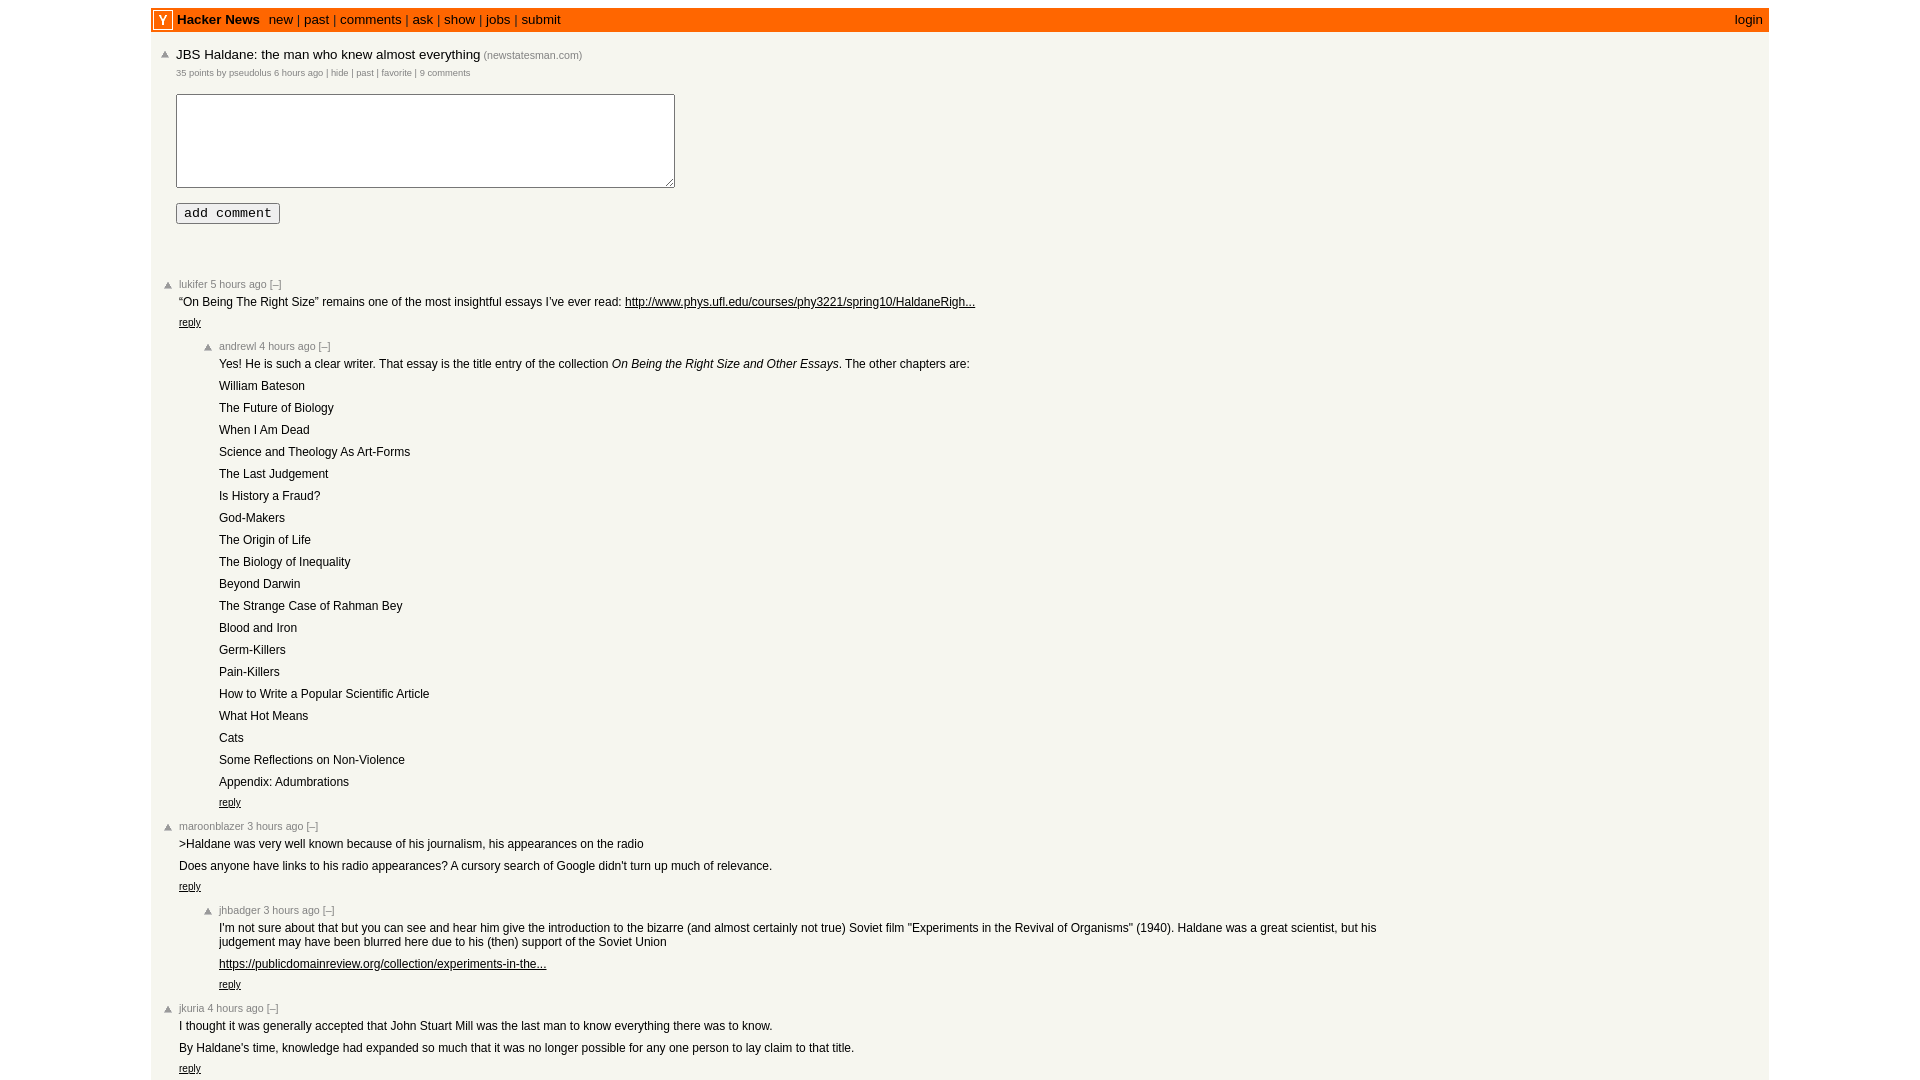 Y Hacker News new | past | comments | ask | show | jobs | submit login
JBS Haldane: the man who knew almost everything (newstatesman.com)
35 points by pseudolus 6 hours ago | hide | past | favorite | 9 comments
add comment
lukifer 5 hours ago [–]
“On Being The Right Size” remains one of the most insightful essays I’ve ever read: http://www.phys.ufl.edu/courses/phy3221/spring10/HaldaneRigh...
reply
andrewl 4 hours ago [–]
Yes! He is such a clear writer. That essay is the title entry of the collection On Being the Right Size and Other Essays. The other chapters are:
William Bateson
The Future of Biology
When I Am Dead
Science and Theology As Art-Forms
The Last Judgement
Is History a Fraud?
God-Makers
The Origin of Life
The Biology of Inequality
Beyond Darwin
The Strange Case of Rahman Bey
Blood and Iron
Germ-Killers
Pain-Killers
How to Write a Popular Scientific Article
What Hot Means
Cats
Some Reflections on Non-Violence
Appendix: Adumbrations
reply
maroonblazer 3 hours ago [–]
>Haldane was very well known because of his journalism, his appearances on the radio
Does anyone have links to his radio appearances? A cursory search of Google didn't turn up much of relevance.
reply
jhbadger 3 hours ago [–]
I'm not sure about that but you can see and hear him give the introduction to the bizarre (and almost certainly not true) Soviet film "Experiments in the Revival of Organisms" (1940). Haldane was a great scientist, but his
judgement may have been blurred here due to his (then) support of the Soviet Union
https://publicdomainreview.org/collection/experiments-in-the...
reply
jkuria 4 hours ago [–]
I thought it was generally accepted that John Stuart Mill was the last man to know everything there was to know.
By Haldane's time, knowledge had expanded so much that it was no longer possible for any one person to lay claim to that title.
reply